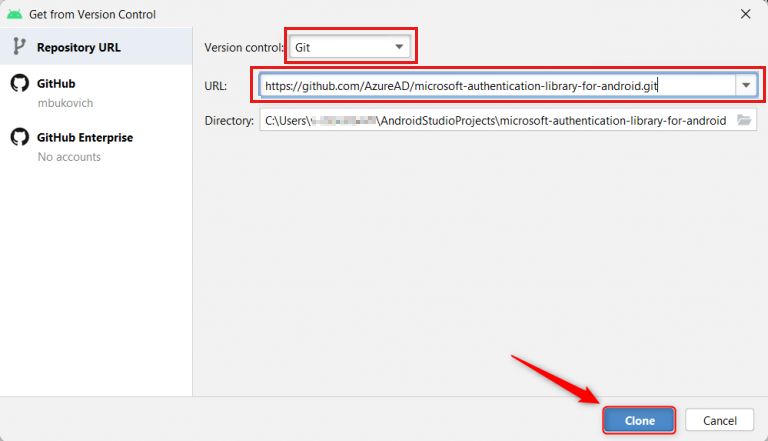 Get from Version Control
Repository URL
GitHub
mbukovich
GitHub Enterprise
No accounts
Version control: Git
URL: https://github.com/AzureAD/microsoft-authentication-library-for-android.git
Directory: C:\Users\ \AndroidStudioProjects\microsoft-authentication-library-for-android
Clone
Cancel